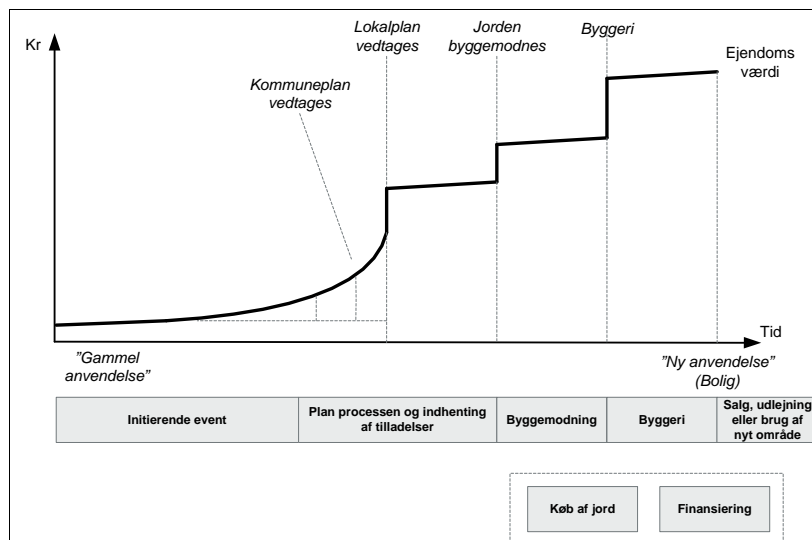 Kr
Lokalplan
vedtages
Jorden
byggemodnes
Byggeri
Ejendoms
værdi
Kommuneplan
vedtages
Tid
"Gammel
anvendelse"
"Ny anvendelse"
(Bolig)
Initierende event
Plan processen og indhenting
af tilladelser
Byggemodning
Byggeri
Salg, udlejning
eller brug af
nyt område
Køb af jord
Finansiering